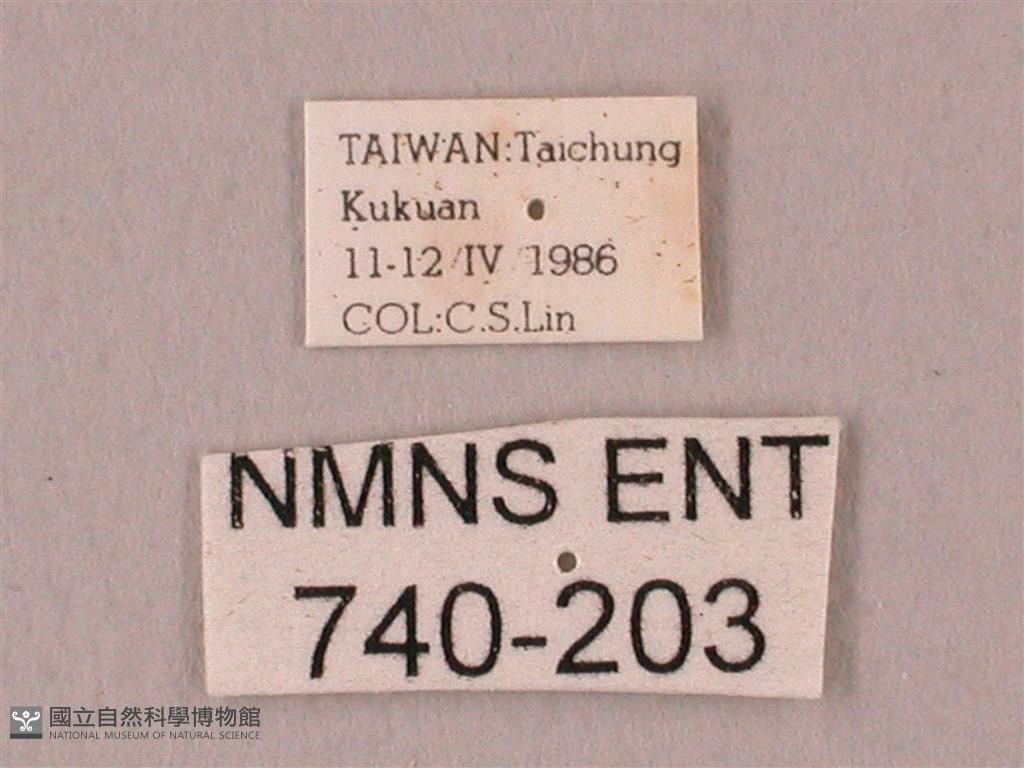 TAIWAN:Taichung
Kukuan
11-12/IV/1986
COL:C.S.Lin
NMNS ENT
740-203
國立自然科學博物館
NATIONAL MUSEUM OF NATURAL SCIENCE